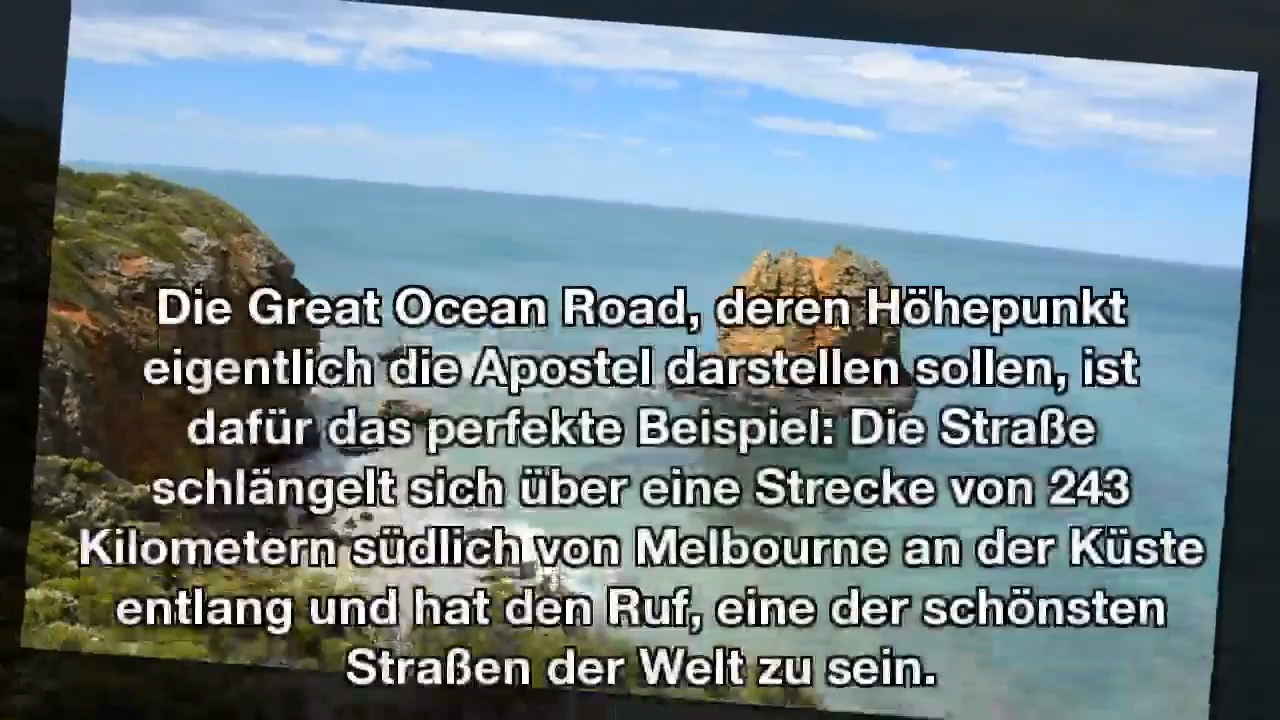 Die Great Ocean Road, deren Höhepunkt
eigentlich die Apostel darstellen sollen, ist
dafür das perfekte Beispiel: Die Straße
schlängelt sich über eine Strecke von 243
Kilometern südlich von Melbourne an der Küste
entlang und hat den Ruf, eine der schönsten
Straßen der Welt zu sein.